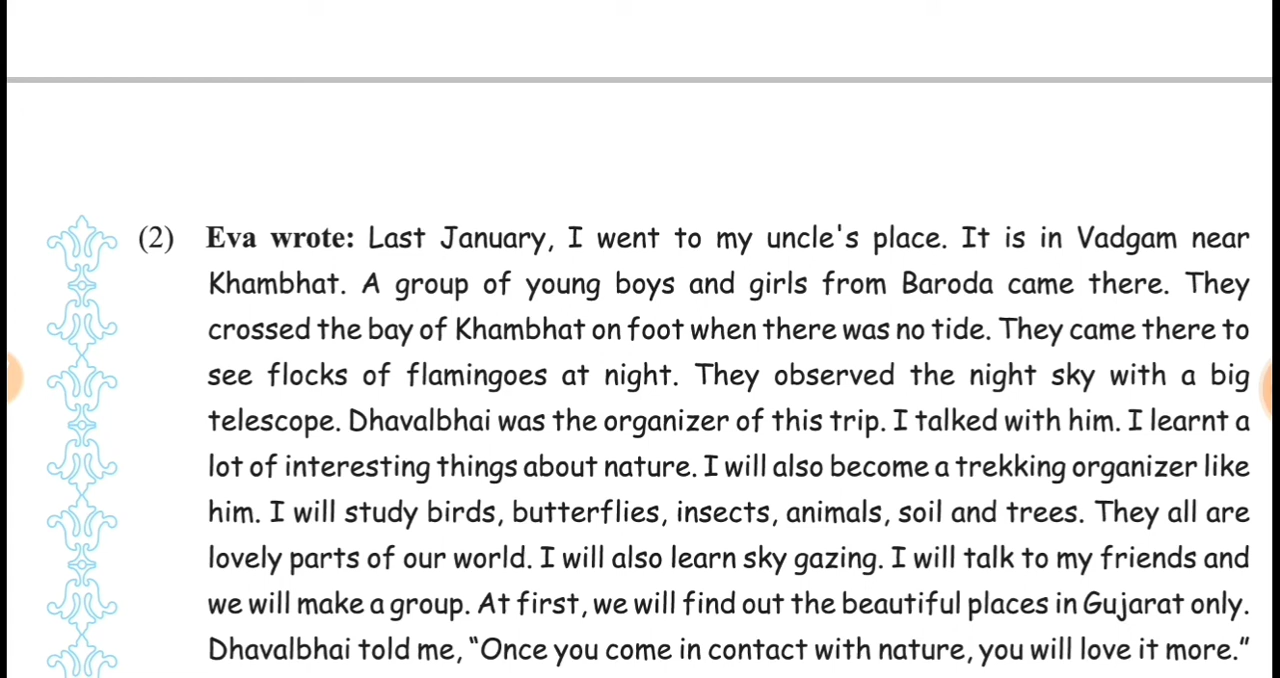 (2) Eva wrote: Last January, I went to my uncle's place. It is in Vadgam near
Khambhat. A group of young boys and girls from Baroda came there. They
crossed the bay of Khambhat on foot when there was no tide. They came there to
see flocks of flamingoes at night. They observed the night sky with a big
telescope. Dhavalbhai was the organizer of this trip. I talked with him. I learnt a
lot of interesting things about nature. I will also become a trekking organizer like
him. I will study birds, butterflies, insects, animals, soil and trees. They all are
lovely parts of our world. I will also learn sky gazing. I will talk to my friends and
we will make a group. At first, we will find out the beautiful places in Gujarat only.
Dhavalbhai told me, “Once you come in contact with nature, you will love it more.”